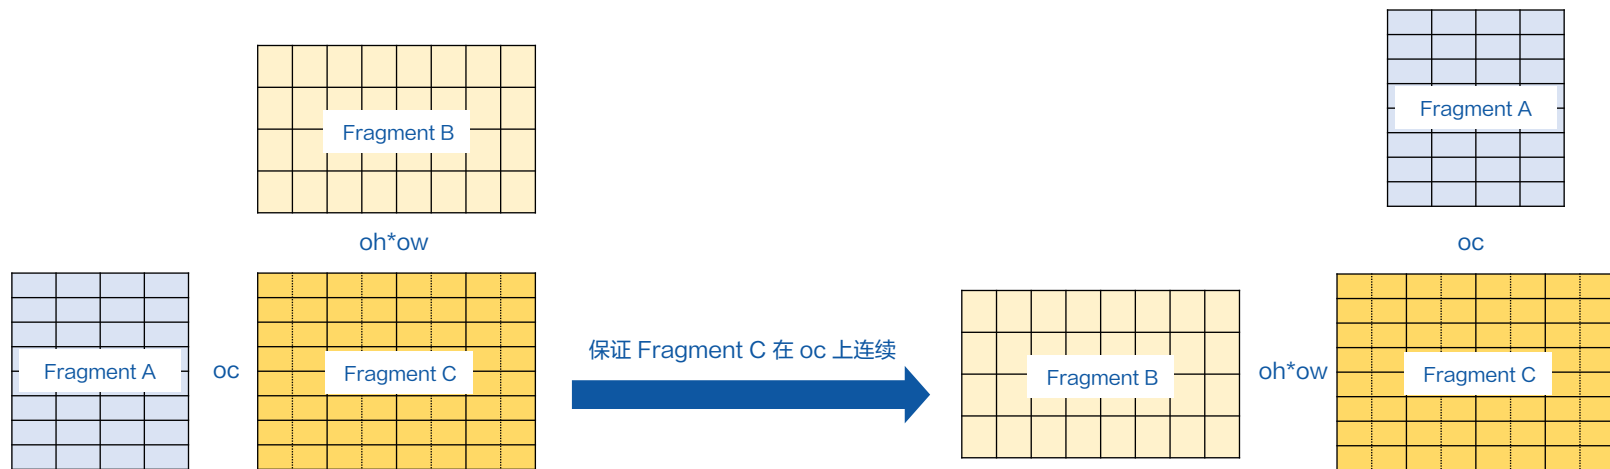 Fragment B
oh*ow
Fragment A
oc
Fragment C
保证 Fragment C 在 oc 上连续
Fragment A
oc
Fragment B
oh*ow
Fragment C